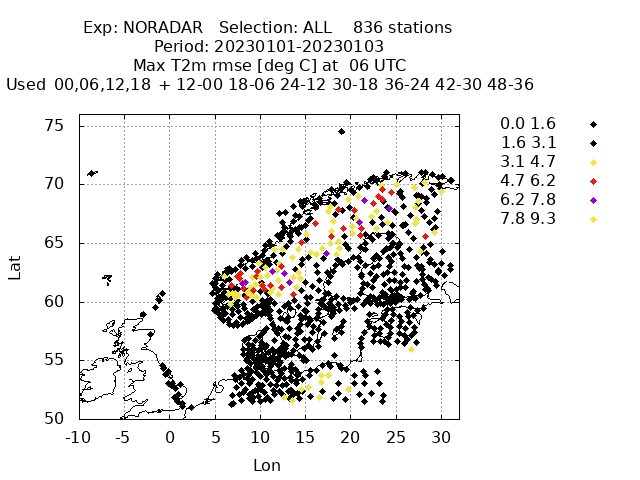 Exp: NORADAR   Selection: ALL    836 stations
Period: 20230101-20230103
Max T2m rmse [deg C] at  06 UTC
Used  00,06,12,18  + 12-00 18-06 24-12 30-18 36-24 42-30 48-36
0.0 1.6
1.6 3.1
3.1 4.7
4.7 6.2
6.2 7.8
7.8 9.3
75
70
65
60
55
50
Lat
-10 -5 0 5 10 15 20 25 30
Lon